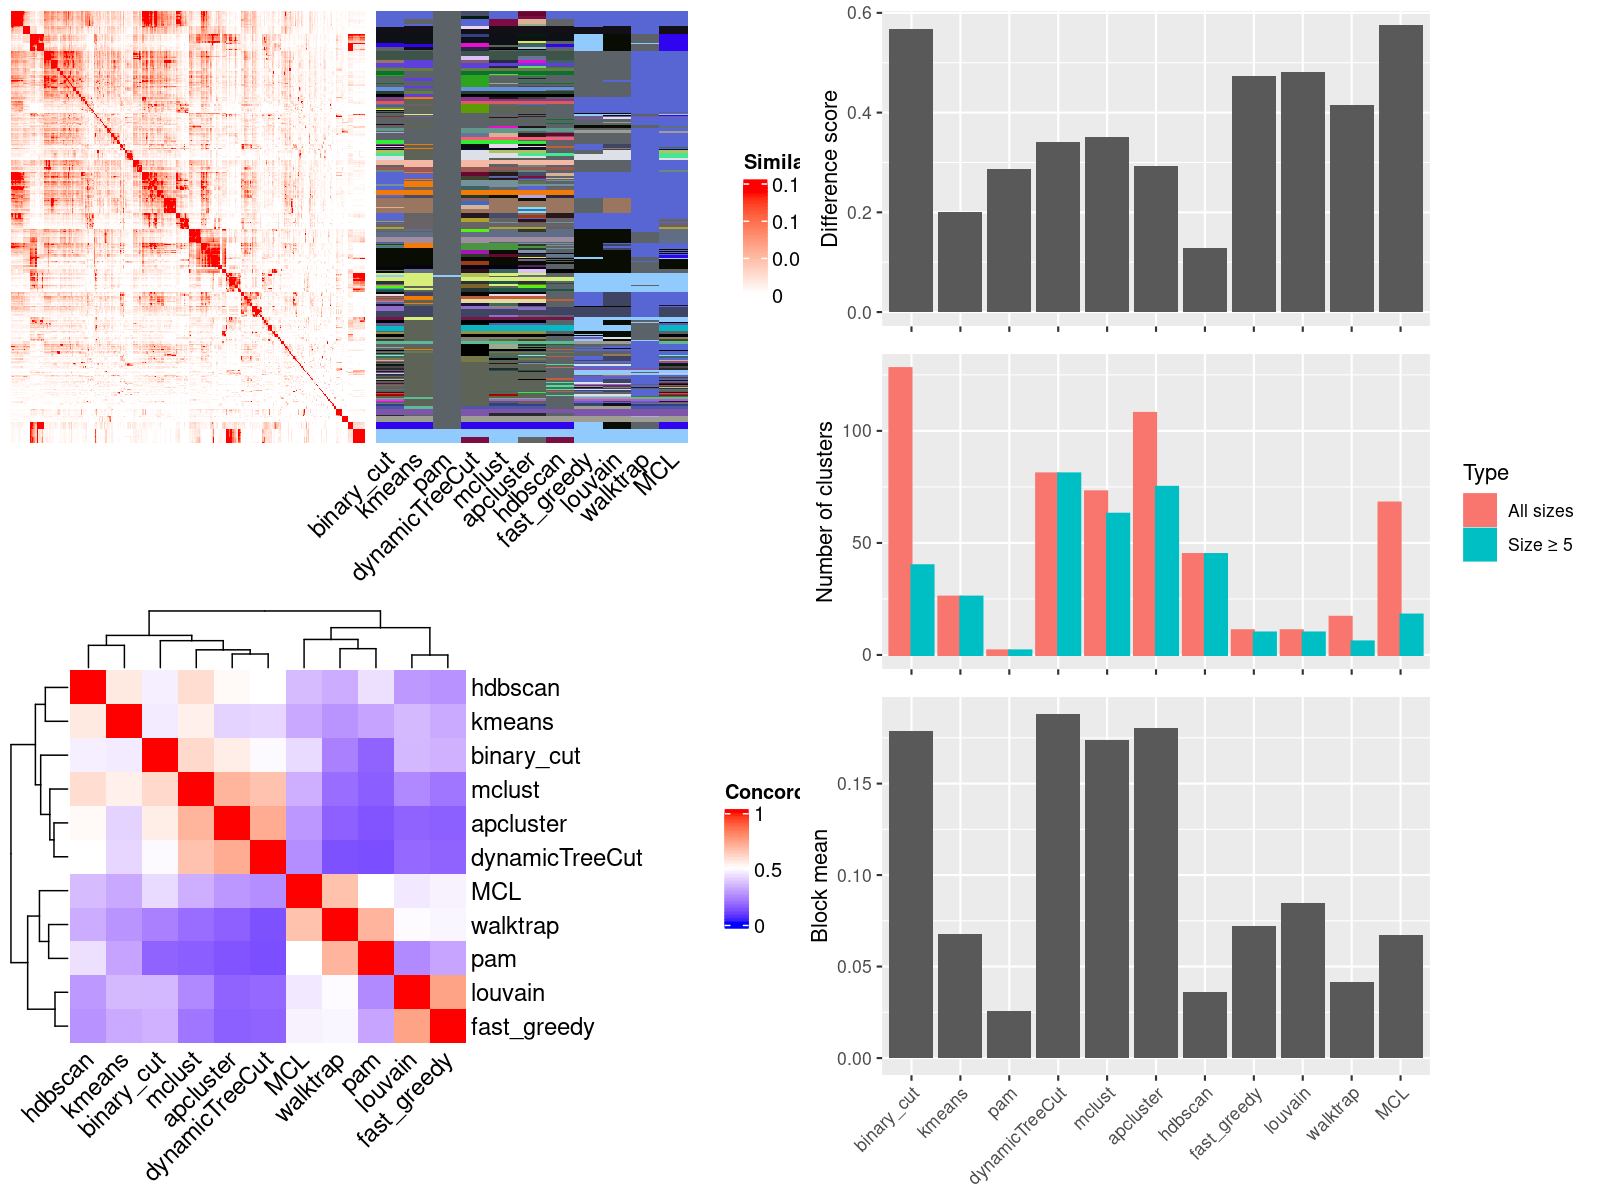 Simila
0.1
0.1
0.0
0
binary_cut
kmeans
pam
dynamicTreeCut
mclust
apcluster
hdbscan
fast_greedy
louvain
walktrap
MCL
hdbscan
kmeans
binary_cut
mclust
apcluster
dynamicTreeCut
MCL
walktrap
pam
louvain
fast_greedy
hdbscan
kmeans
binary_cut
mclust
apcluster
dynamicTreeCut
MCL
walktrap
pam
louvain
fast_greedy
Concord
1
0.5
0
Difference score
0.6
0.4
0.2
0.0
Number of clusters
100
50
0
Type
All sizes
Size ≥ 5
Block mean
0.15
0.10
0.05
0.00
binary_cut
kmeans
pam
dynamicTreeCut
mclust
apcluster
hdbscan
fast_greedy
louvain
walktrap
MCL